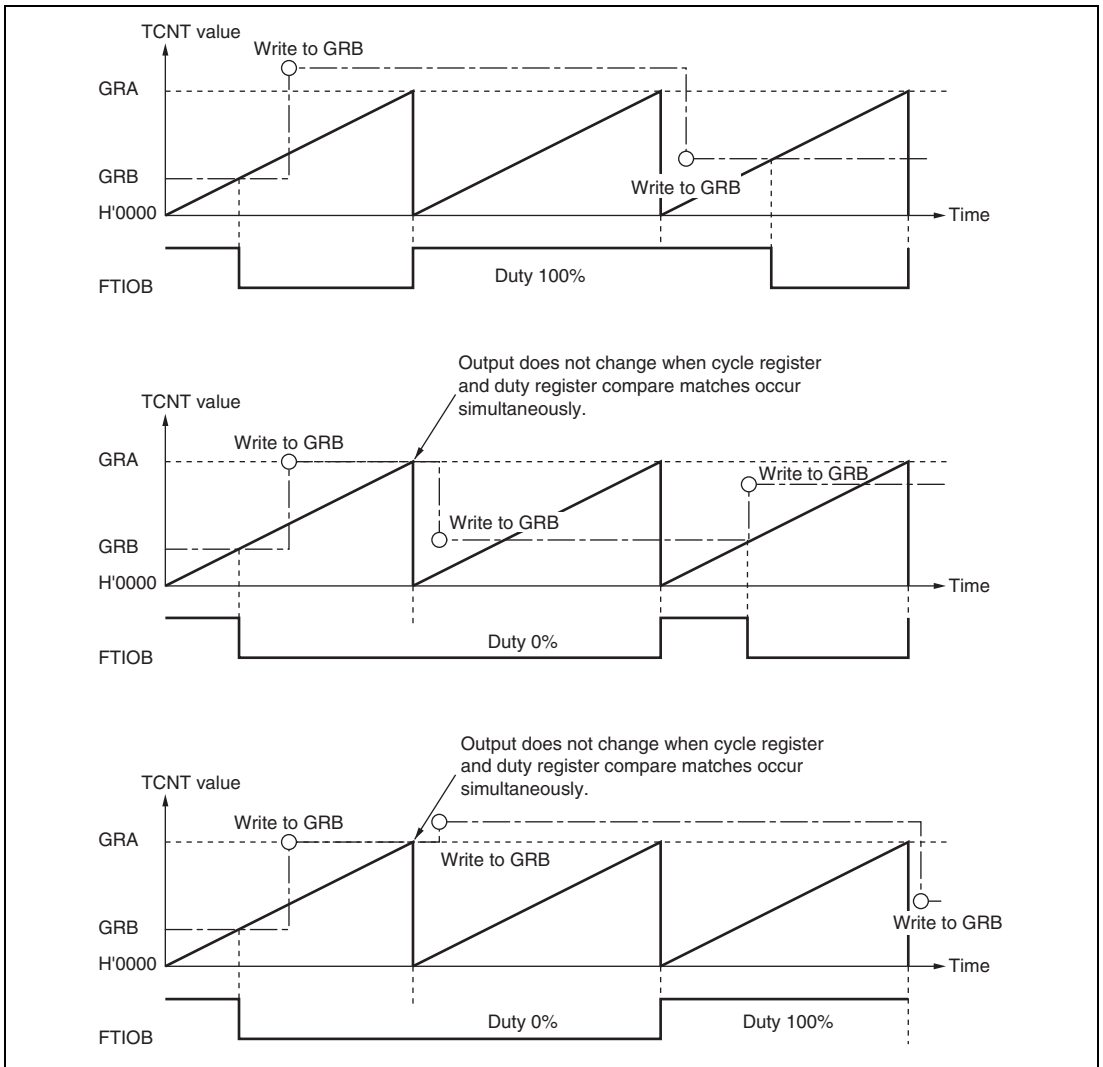 TCNT value
Write to GRB
GRA
GRB
Write to GRB
H'0000
Time
Duty 100%
FTIOB
Output does not change when cycle register
and duty register compare matches occur
simultaneously.
TCNT value
Write to GRB
GRA
Write to GRB
Write to GRB
GRB
H'0000
Time
Duty 0%
FTIOB
Output does not change when cycle register
and duty register compare matches occur
simultaneously.
TCNT value
Write to GRB
GRA
Write to GRB
GRB
Write to GRB
H'0000
Time
Duty 0%
Duty 100%
FTIOB